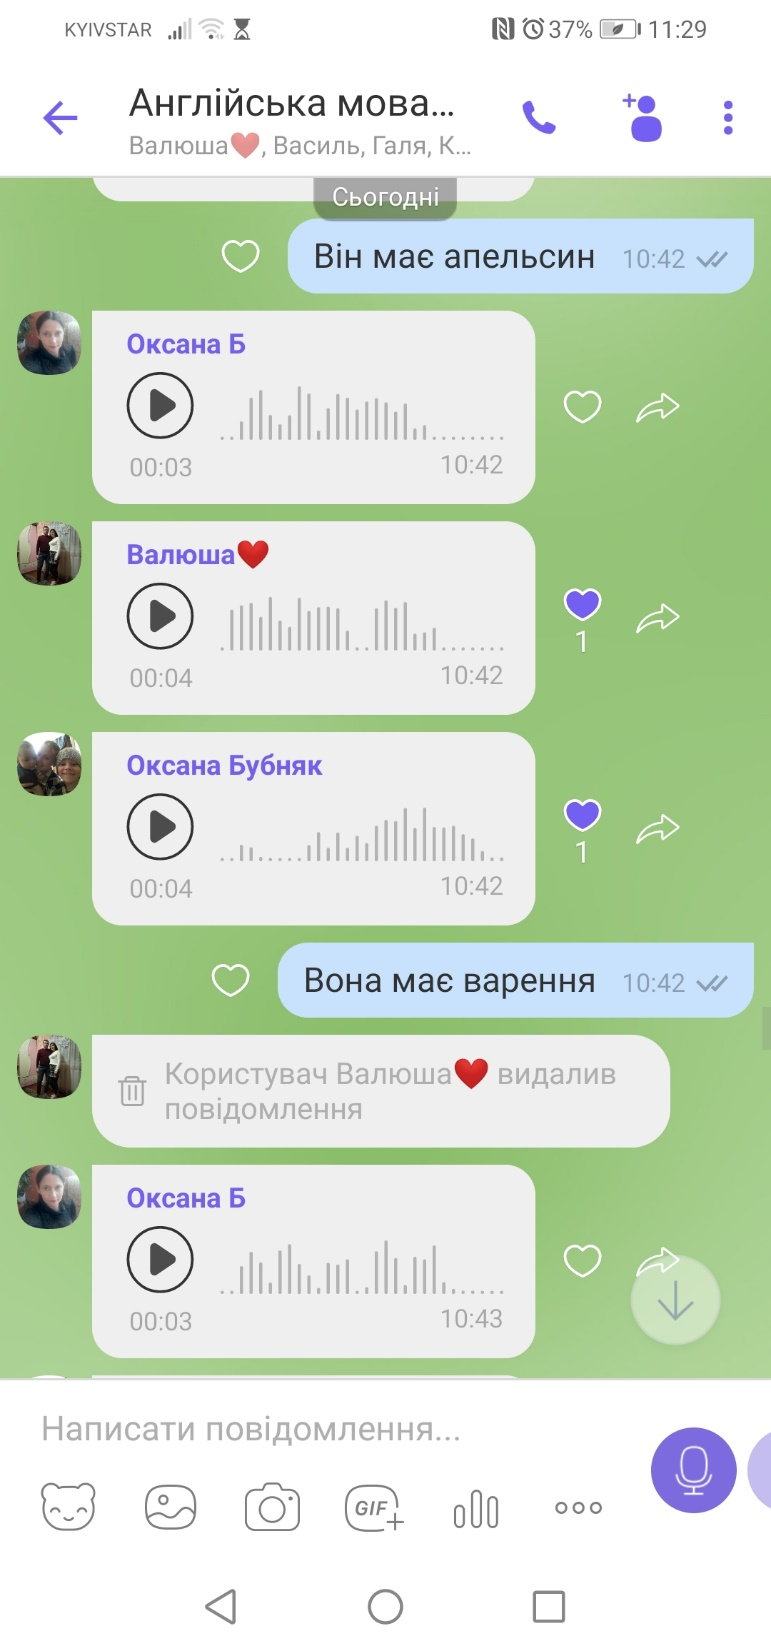 KYIVSTAR 37% 11:29
Англійська мова...
Валюша❤️, Василь, Галя, К...
Сьогодні
Він має апельсин 10:42
Оксана Б
00:03 10:42
Валюша❤️
1
00:04 10:42
Оксана Бубняк
1
00:04 10:42
Вона має варення 10:42
Користувач Валюша❤️ видалив
повідомлення
Оксана Б
00:03 10:43
Написати повідомлення...
GIF